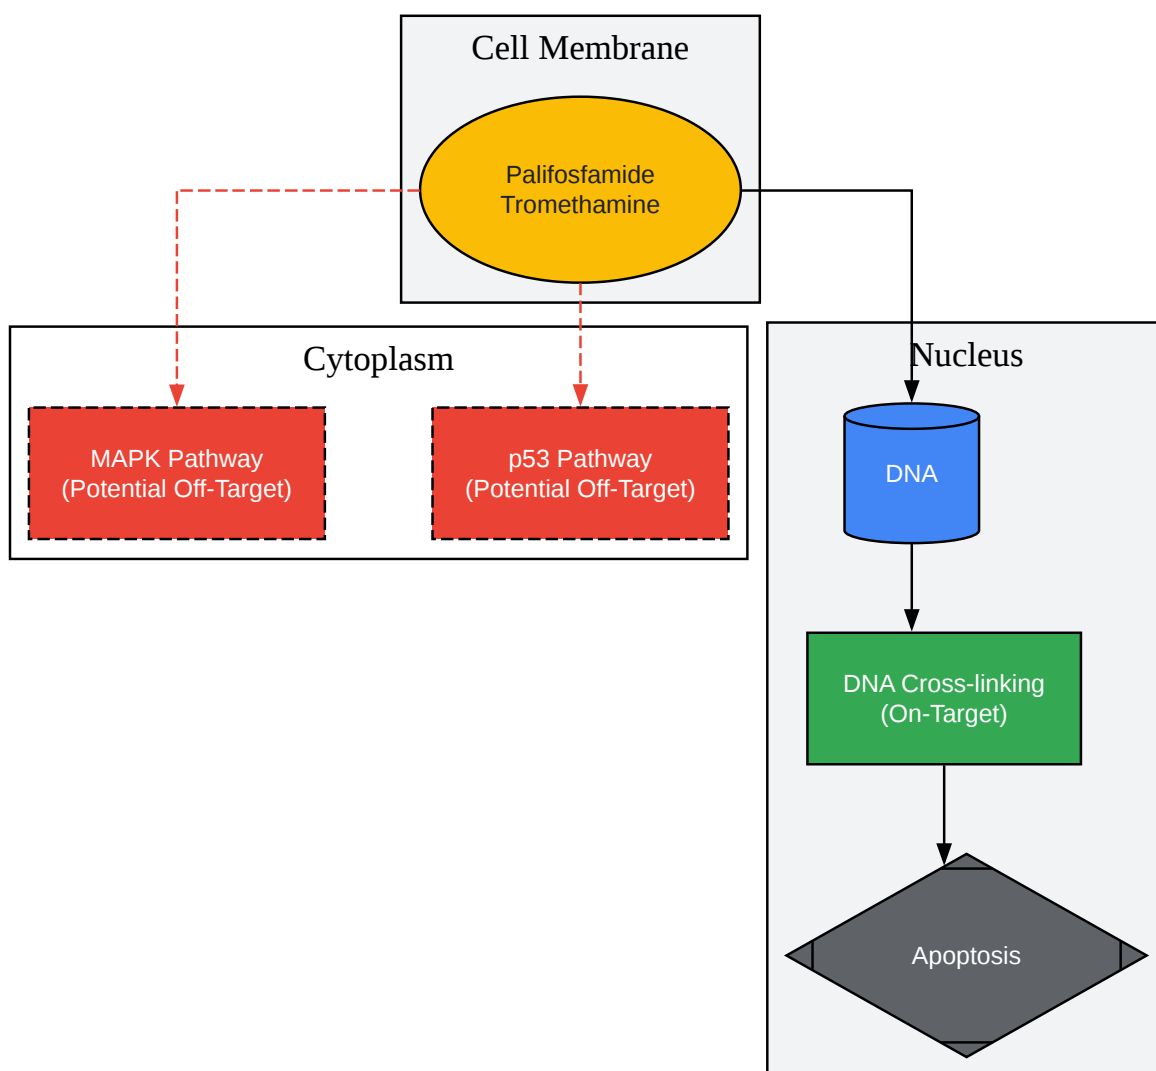 Cell Membrane
Palifosfamide
Tromethamine
Cytoplasm
MAPK Pathway
(Potential Off-Target)
p53 Pathway
(Potential Off-Target)
Nucleus
DNA
DNA Cross-linking
(On-Target)
Apoptosis